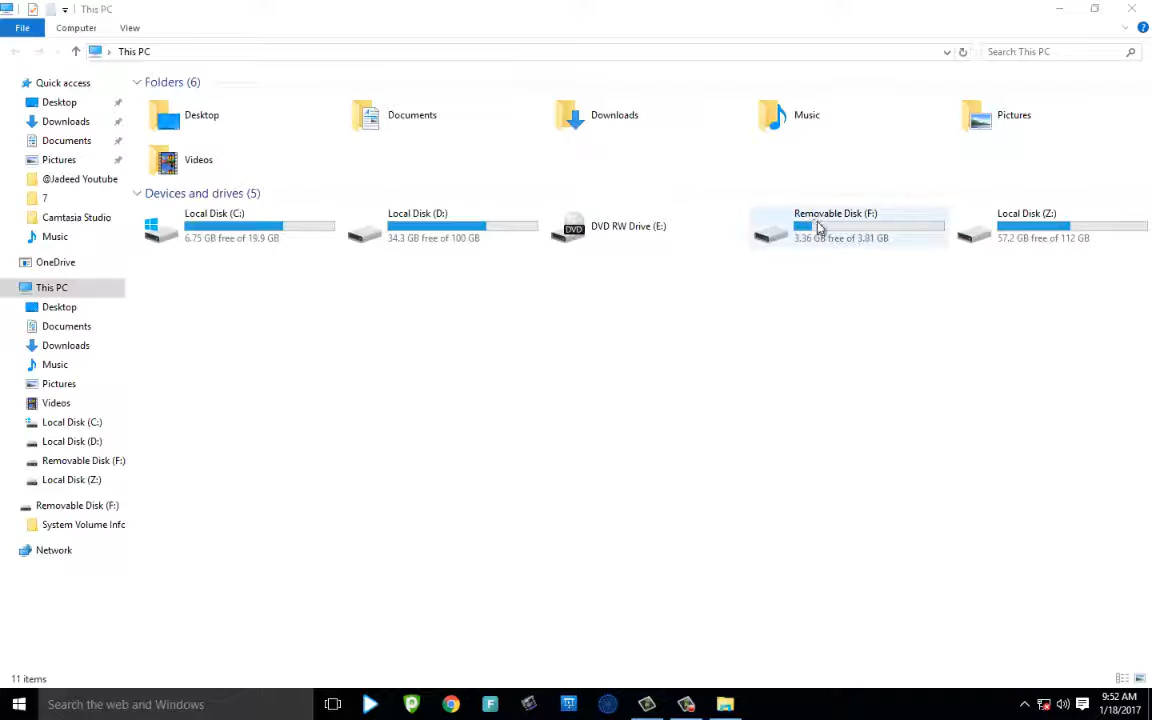 This PC
File Computer View
This PC
Search This PC
Quick access
Desktop
Downloads
Documents
Pictures
@Jadeed Youtube
7
Camtasia Studio
Music
OneDrive
This PC
Desktop
Documents
Downloads
Music
Pictures
Videos
Local Disk (C:)
Local Disk (D:)
Removable Disk (F:)
Local Disk (Z:)
Removable Disk (F:)
System Volume Infc
Network
Folders (6)
Desktop
Documents
Downloads
Music
Pictures
Videos
Devices and drives (5)
Local Disk (C:)
6.75 GB free of 19.9 GB
Local Disk (D:)
34.3 GB free of 100 GB
DVD
DVD RW Drive (E:)
Removable Disk (F:)
3.36 GB free of 3.81 GB
Local Disk (Z:)
57.2 GB free of 112 GB
11 items
Search the web and Windows
F
9:52 AM
1/18/2017